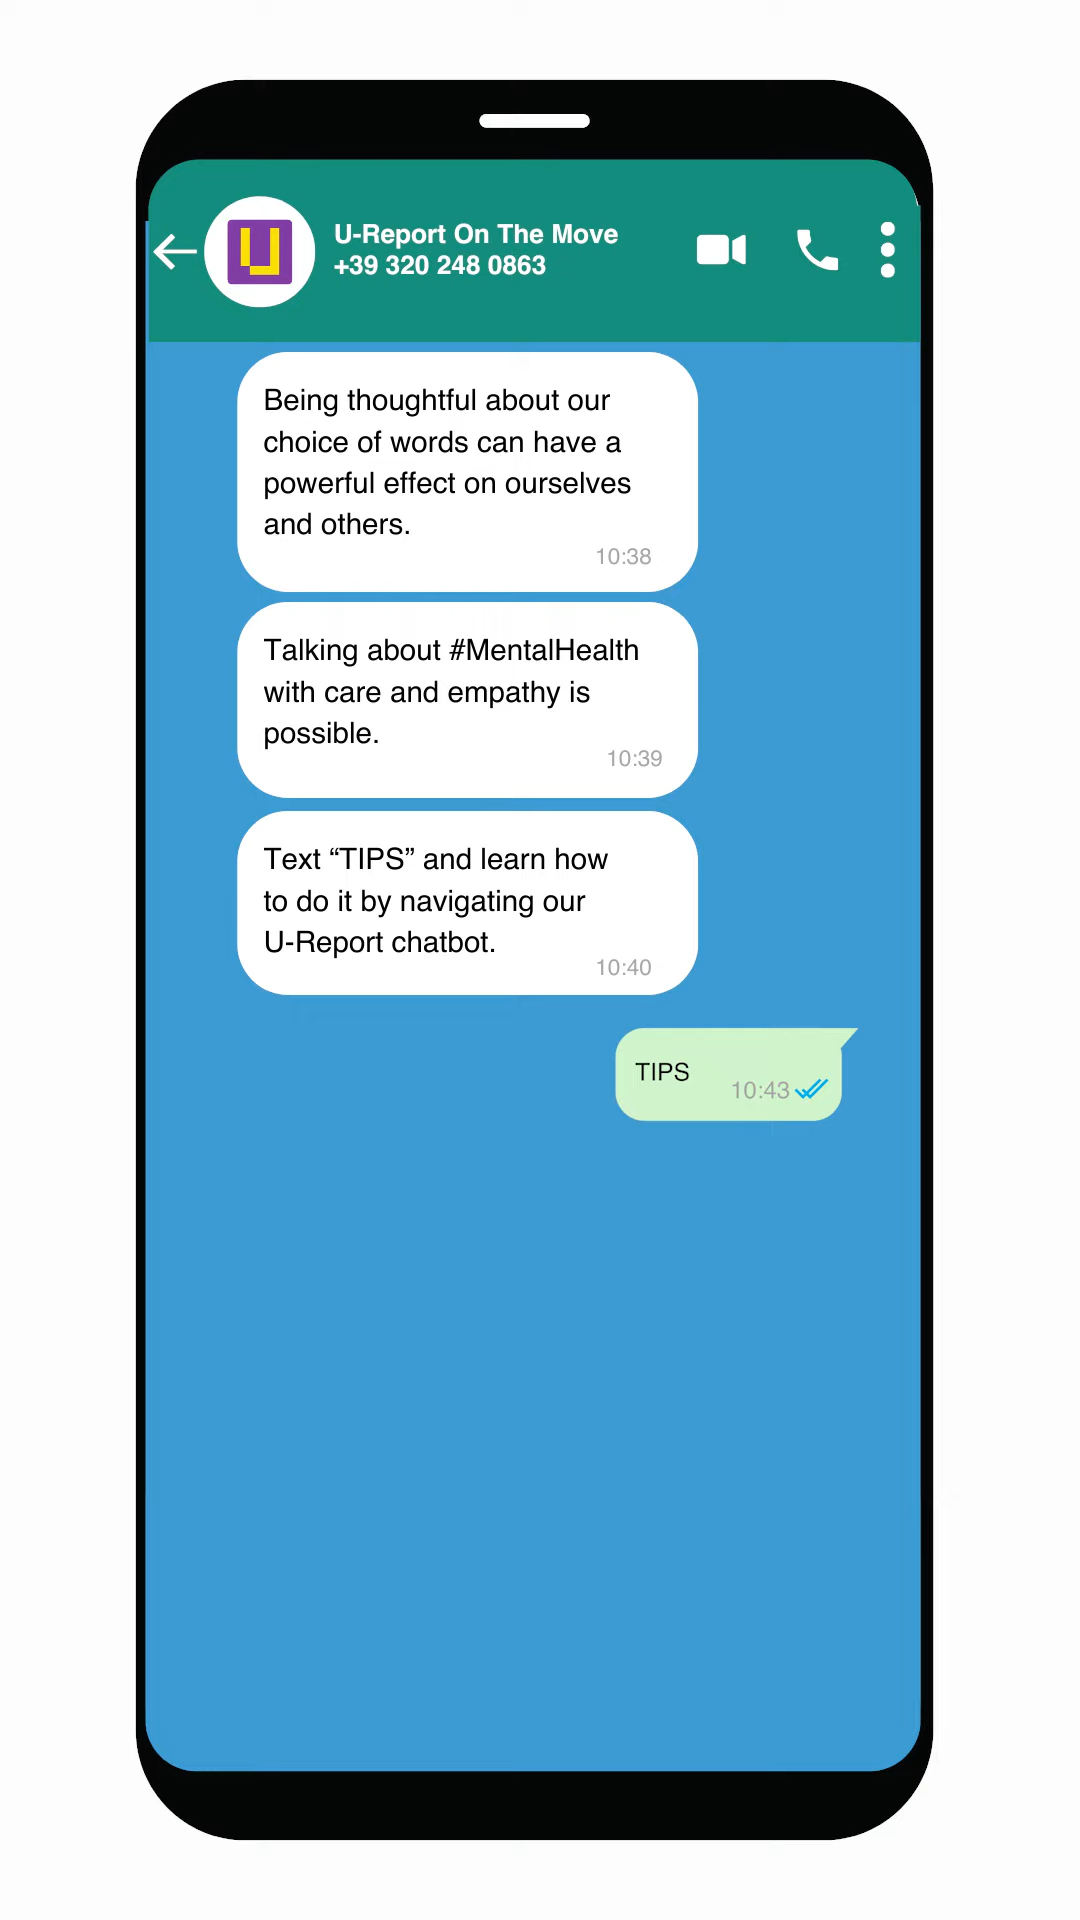 U-Report On The Move
+39 320 248 0863
Being thoughtful about our
choice of words can have a
powerful effect on ourselves
and others.
10:38
Talking about #MentalHealth
with care and empathy is
possible.
10:39
Text “TIPS” and learn how
to do it by navigating our
U-Report chatbot.
10:40
TIPS
10:43